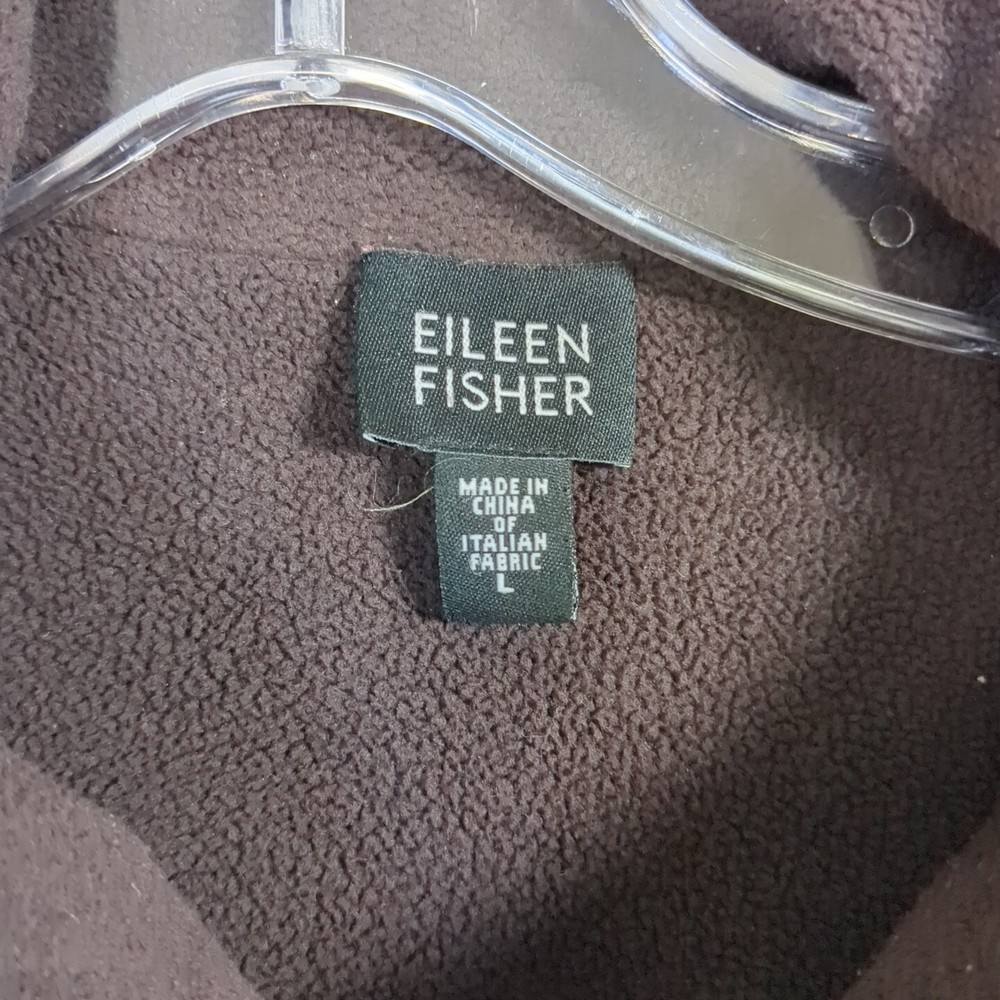 EILEEN
FISHER
MADE IN
CHINA
OF
ITALIAN
FABRIC
L